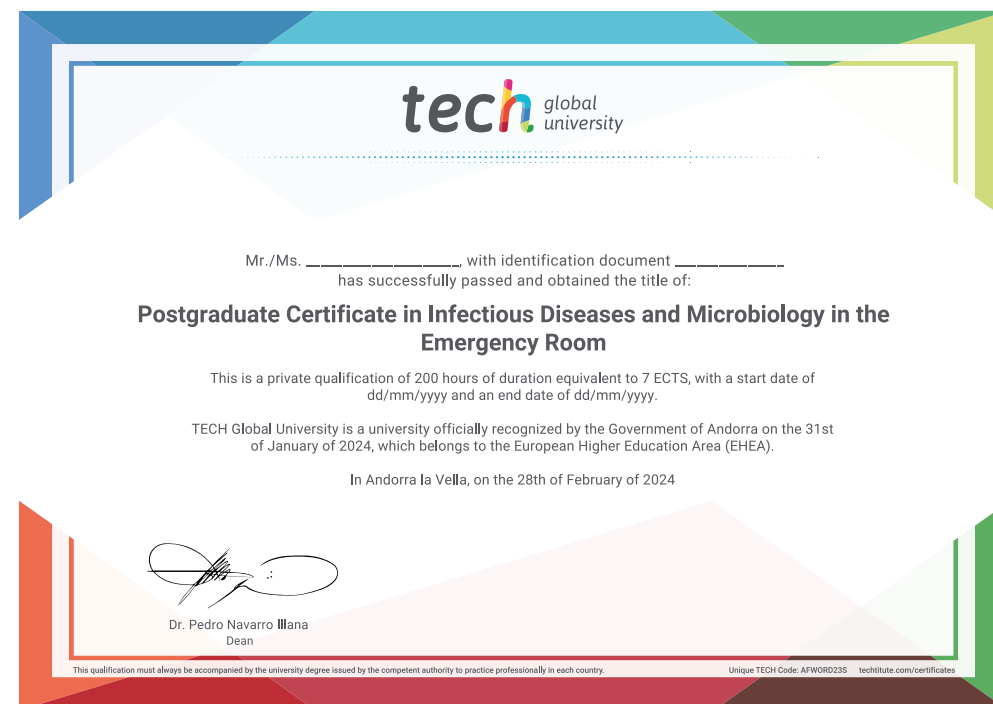 tech global
university
Mr./Ms. ____________________, with identification document ______________
has successfully passed and obtained the title of:
Postgraduate Certificate in Infectious Diseases and Microbiology in the
Emergency Room
This is a private qualification of 200 hours of duration equivalent to 7 ECTS, with a start date of
dd/mm/yyyy and an end date of dd/mm/yyyy.
TECH Global University is a university officially recognized by the Government of Andorra on the 31st
of January of 2024, which belongs to the European Higher Education Area (EHEA).
In Andorra la Vella, on the 28th of February of 2024
Dr. Pedro Navarro Illana
Dean
This qualification must always be accompanied by the university degree issued by the competent authority to practice professionally in each country.
Unique TECH Code: AFWORD23S techtitute.com/certificates